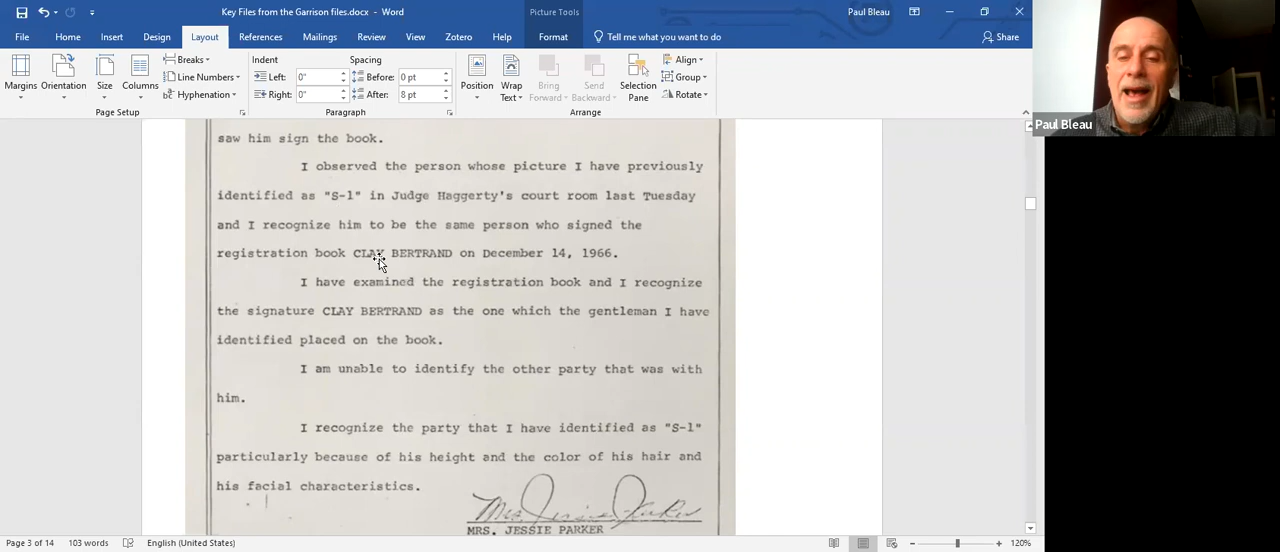 Key Files from the Garrison files.docx - Word
Picture Tools
Paul Bleau
File Home Insert Design Layout References Mailings Review View Zotero Help Format Tell me what you want to do Share
Margins Orientation Size Columns
Breaks
Line Numbers
Hyphenation
Page Setup
Indent
Left: 0"
Right: 0"
Spacing
Before: 0 pt
After: 8 pt
Paragraph
Position Wrap Text Bring Forward Send Backward Selection Pane
Align
Group
Rotate
Arrange
saw him sign the book.
I observed the person whose picture I have previously
identified as "S-1" in Judge Haggerty's court room last Tuesday
and I recognize him to be the same person who signed the
registration book CLAY BERTRAND on December 14, 1966.
I have examined the registration book and I recognize
the signature CLAY BERTRAND as the one which the gentleman I have
identified placed on the book.
I am unable to identify the other party that was with
him.
I recognize the party that I have identified as "S-1"
particularly because of his height and the color of his hair and
his facial characteristics.
Mrs. Jessie Parker
MRS. JESSIE PARKER
Page 3 of 14 103 words English (United States) 120%
Paul Bleau